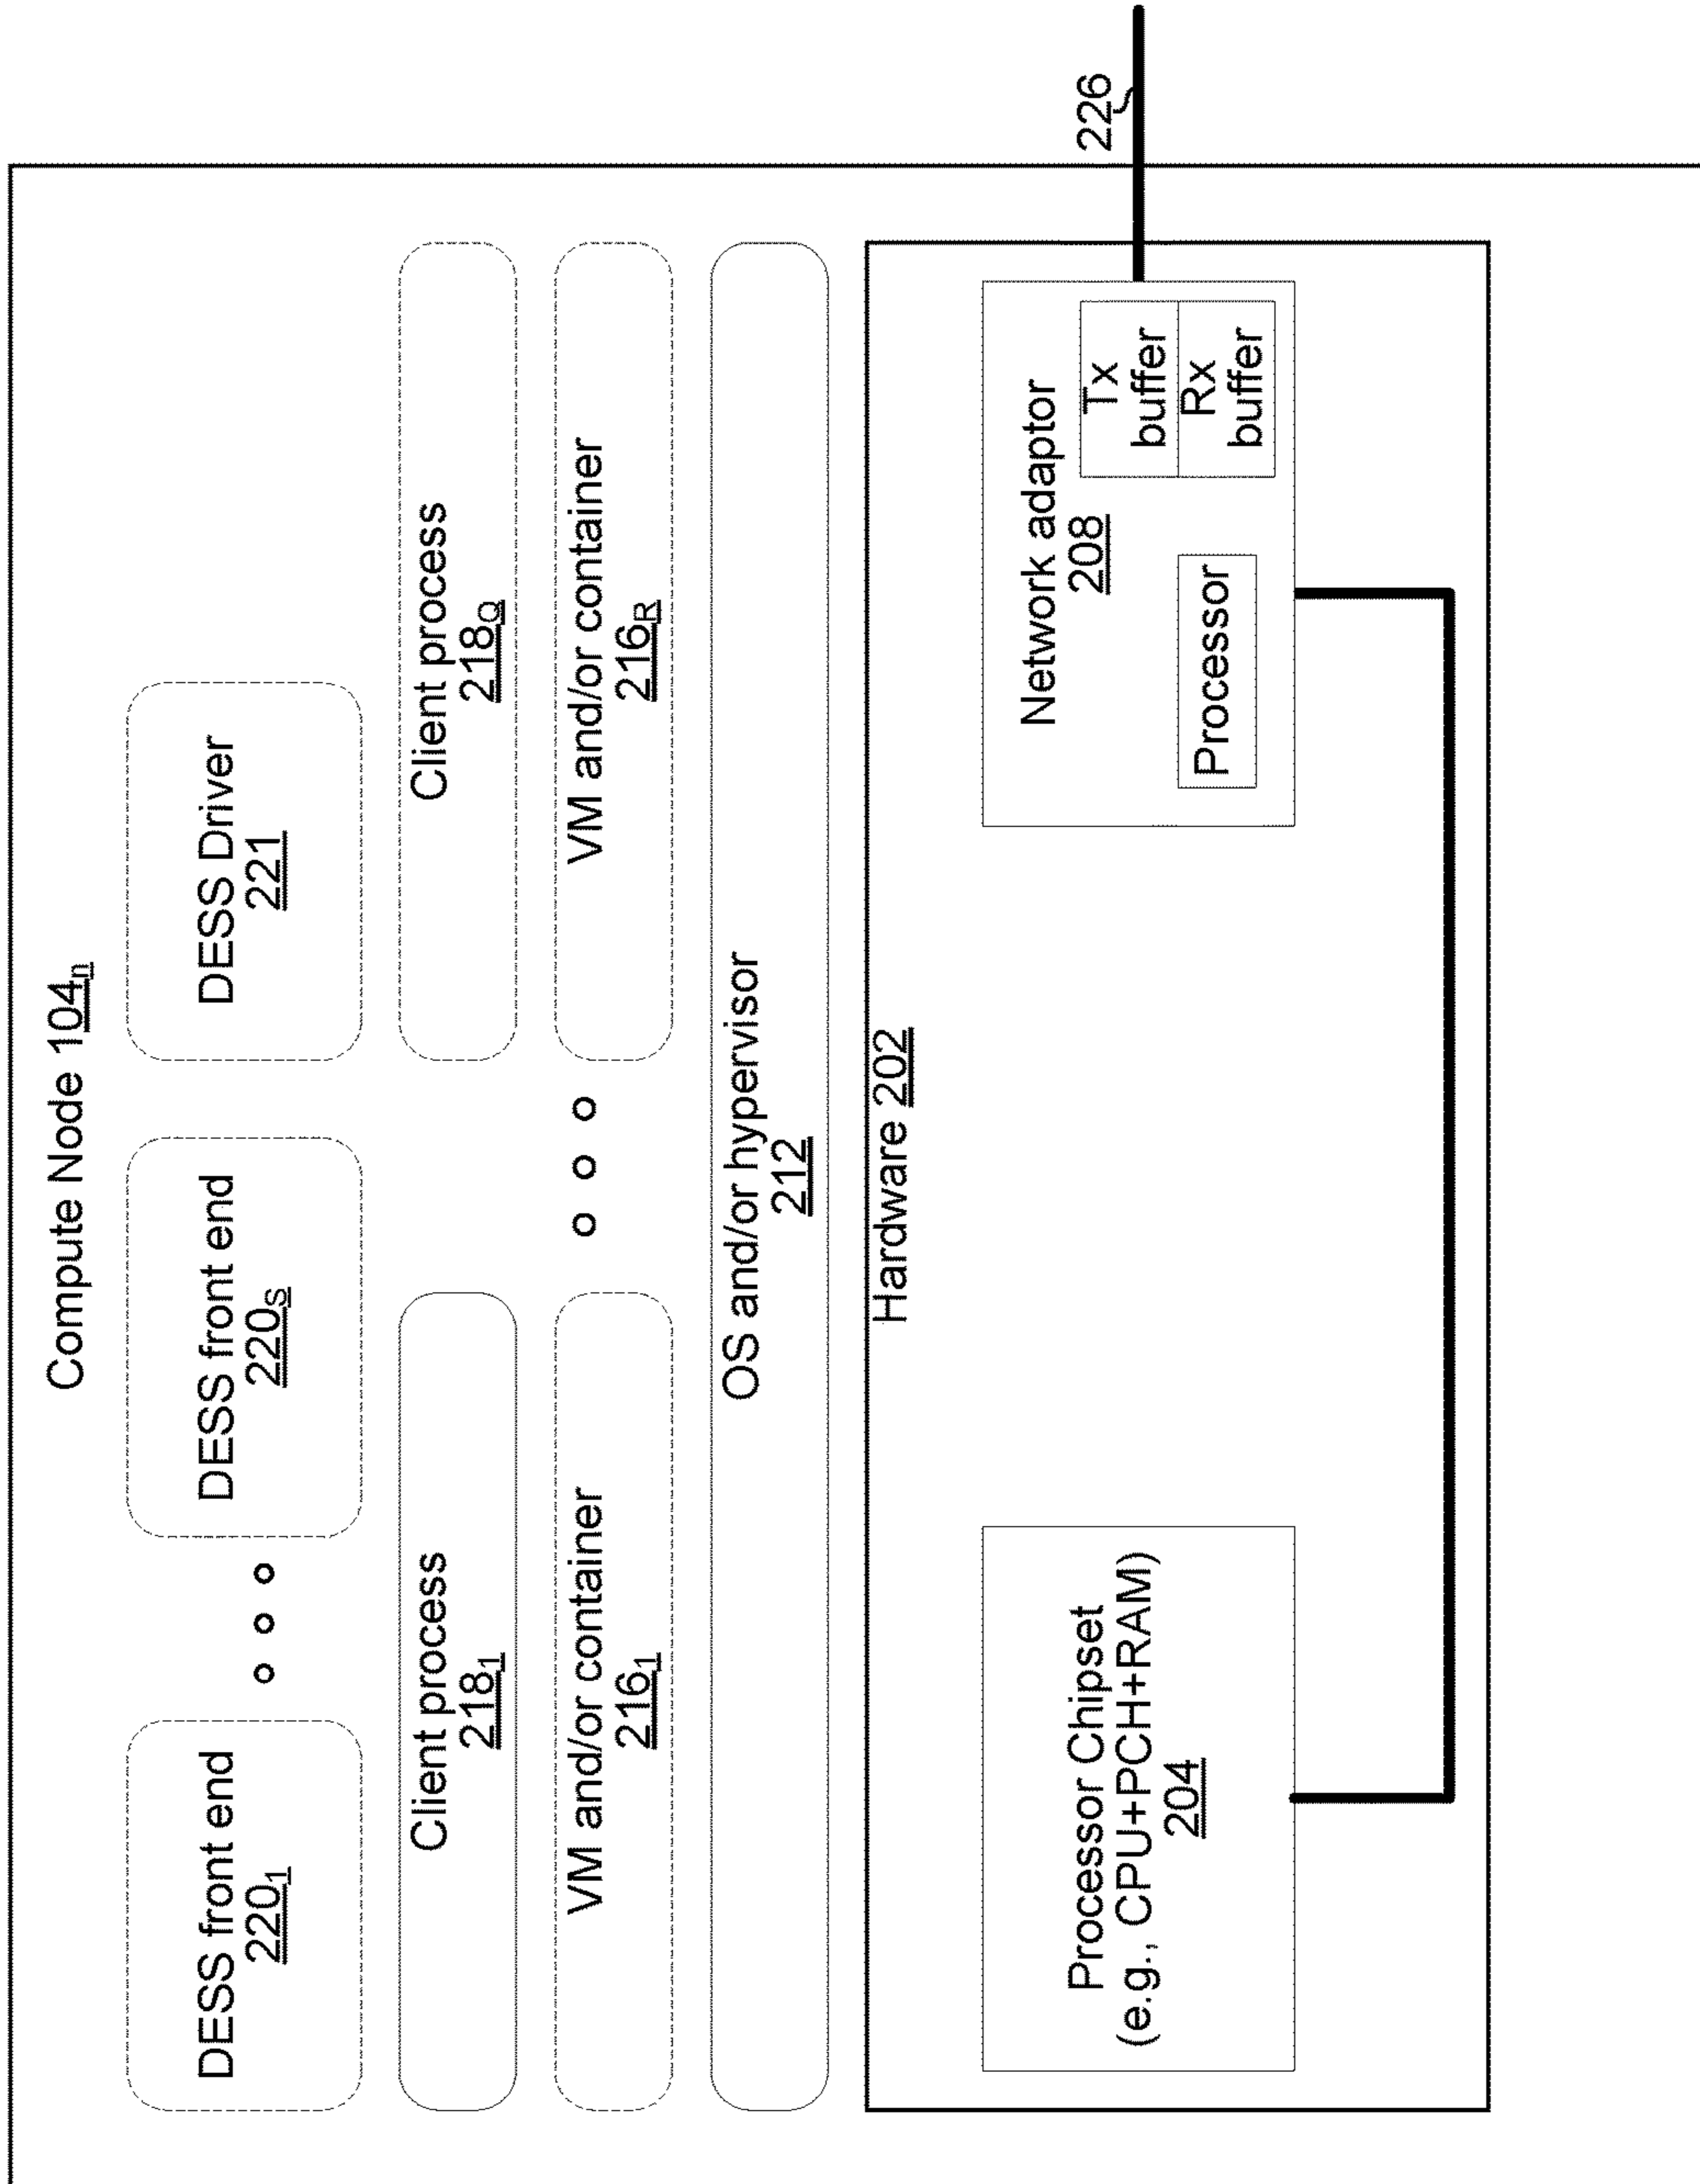 Compute Node 104n
DESS front end
2201
DESS front end
220S
DESS Driver
221
Client process
2181
Client process
218Q
VM and/or container
2161
VM and/or container
216R
OS and/or hypervisor
212
Hardware 202
Processor Chipset
(e.g., CPU+PCH+RAM)
204
Network adaptor
208
Processor
Tx
buffer
Rx
buffer
226